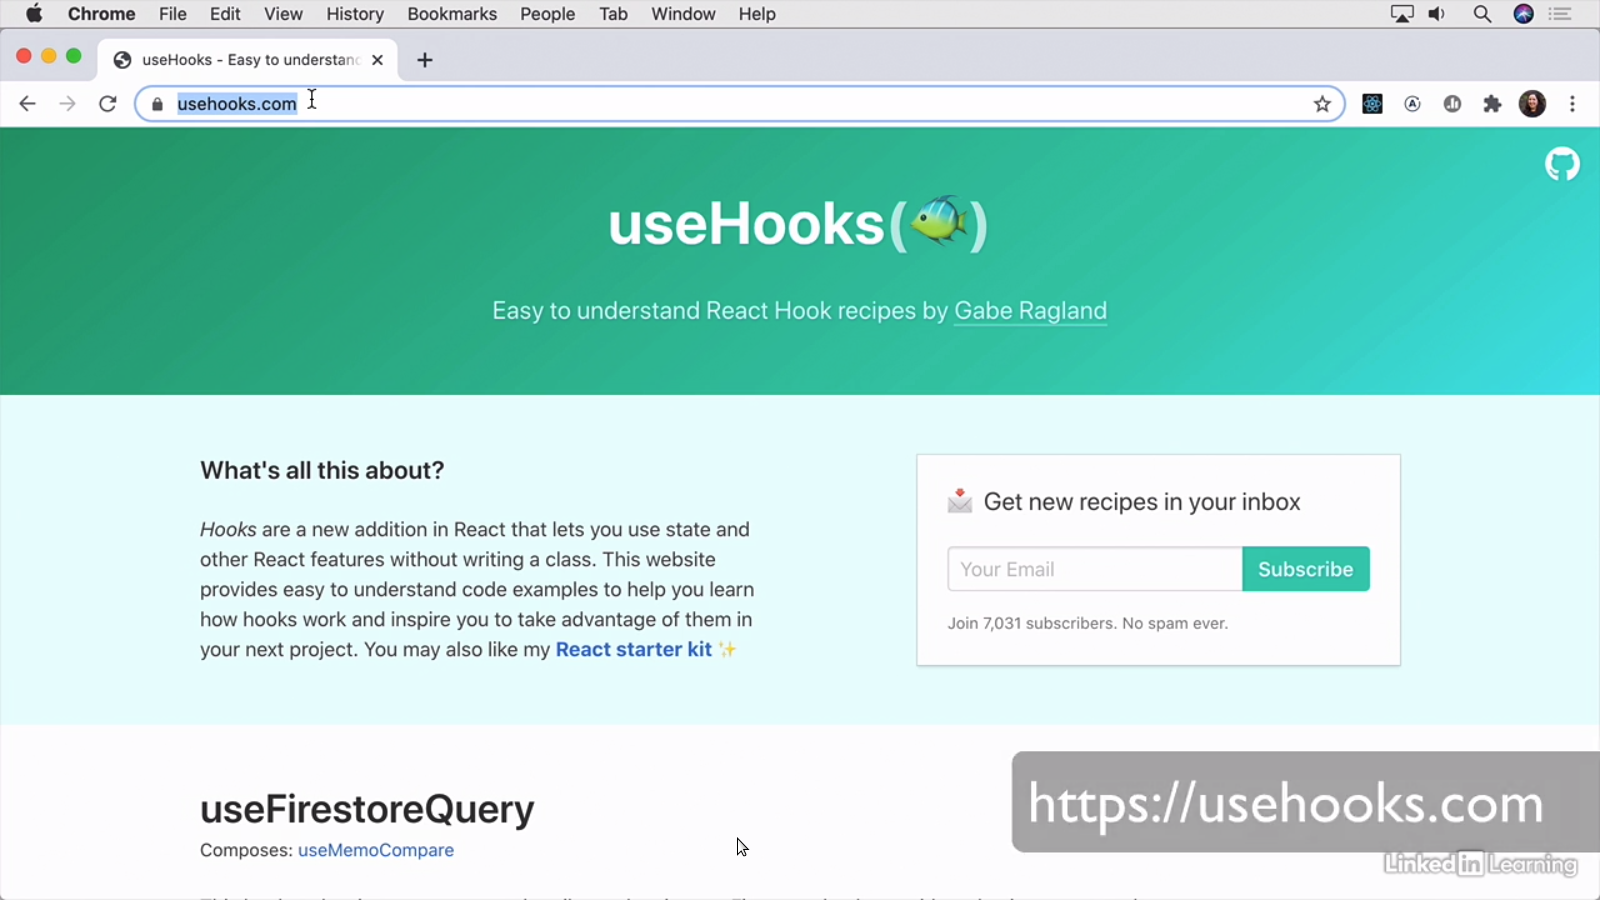 Chrome File Edit View History Bookmarks People Tab Window Help
useHooks - Easy to understand
usehooks.com
useHooks( )
Easy to understand React Hook recipes by Gabe Ragland
What's all this about?
Hooks are a new addition in React that lets you use state and
other React features without writing a class. This website
provides easy to understand code examples to help you learn
how hooks work and inspire you to take advantage of them in
your next project. You may also like my React starter kit ✨
Get new recipes in your inbox
Your Email
Subscribe
Join 7,031 subscribers. No spam ever.
useFirestoreQuery
Composes: useMemoCompare
https://usehooks.com
LinkedIn Learning